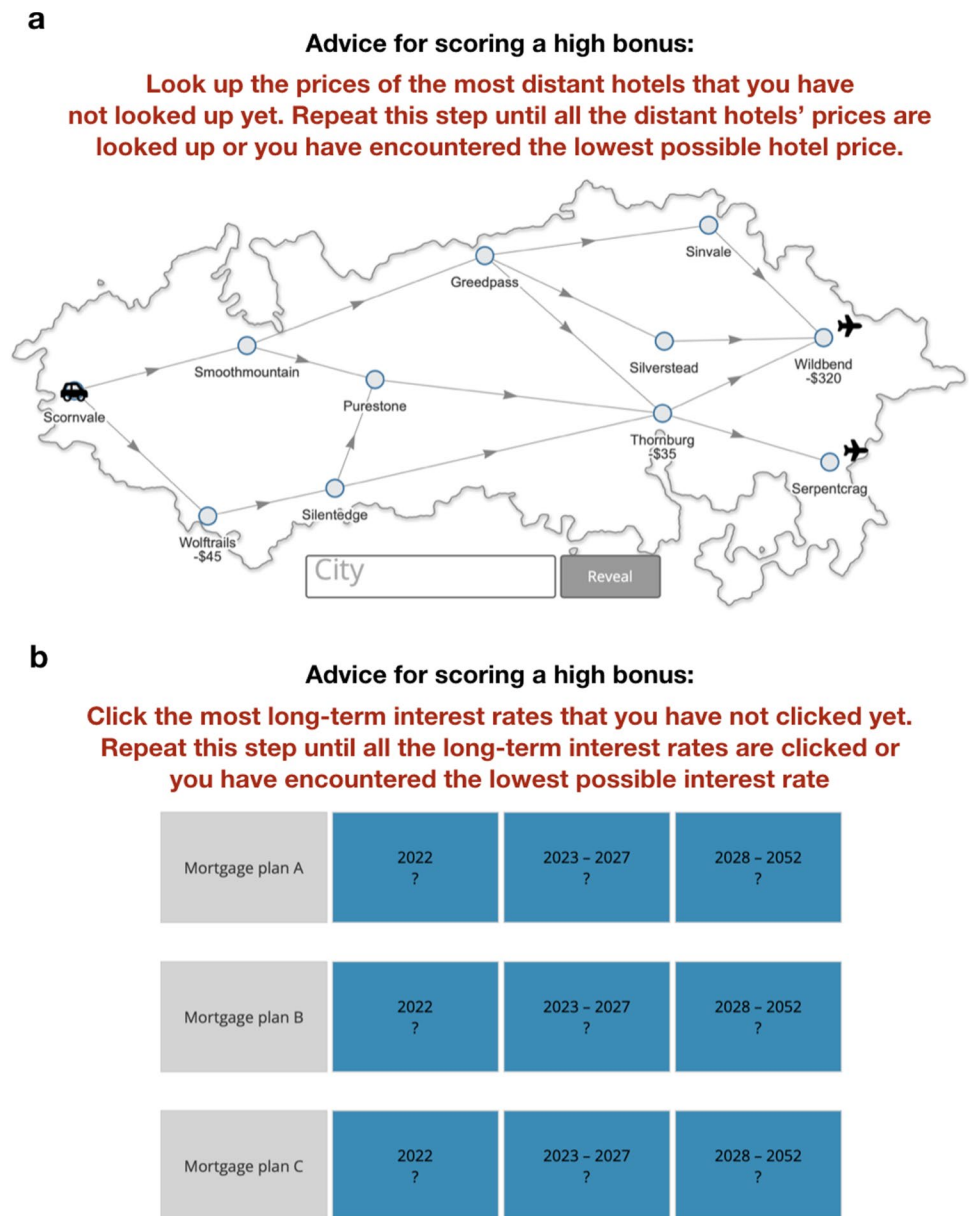 a
Advice for scoring a high bonus:
Look up the prices of the most distant hotels that you have
not looked up yet. Repeat this step until all the distant hotels' prices are
looked up or you have encountered the lowest possible hotel price.
Sinvale
Greedpass
Smoothmountain
Silverstead
Wildbend
-$320
Purestone
Scornvale
Thornburg
-$35
Serpentcrag
Silentedge
Wolftrails
-$45
City
Reveal
b
Advice for scoring a high bonus:
Click the most long-term interest rates that you have not clicked yet.
Repeat this step until all the long-term interest rates are clicked or
you have encountered the lowest possible interest rate
Mortgage plan A
2022
?
2023 – 2027
?
2028 – 2052
?
Mortgage plan B
2022
?
2023 – 2027
?
2028 – 2052
?
Mortgage plan C
2022
?
2023 – 2027
?
2028 – 2052
?